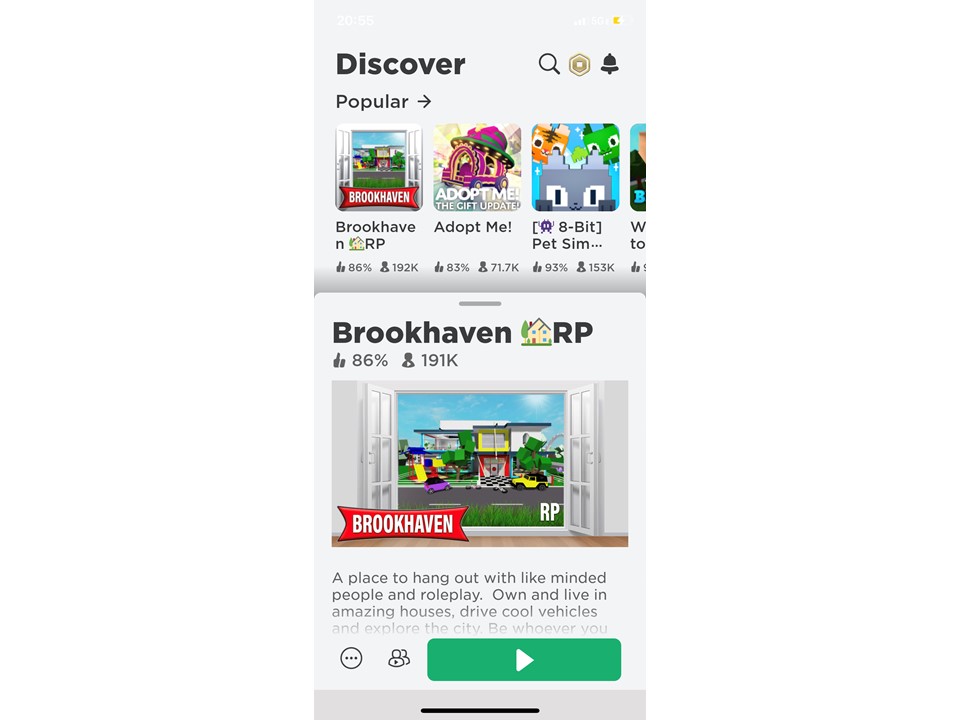 20:55
5G
Discover
Popular →
BROOKHAVEN
ADOPT ME!
THE GIFT UPDATE!
Brookhave
n 🏡RP
Adopt Me!
[👾 8-Bit]
Pet Sim...
W
to
86% 192K
83% 71.7K
93% 153K
Brookhaven 🏡RP
86% 191K
BROOKHAVEN
RP
A place to hang out with like minded
people and roleplay.  Own and live in
amazing houses, drive cool vehicles
and explore the city. Be whoever you